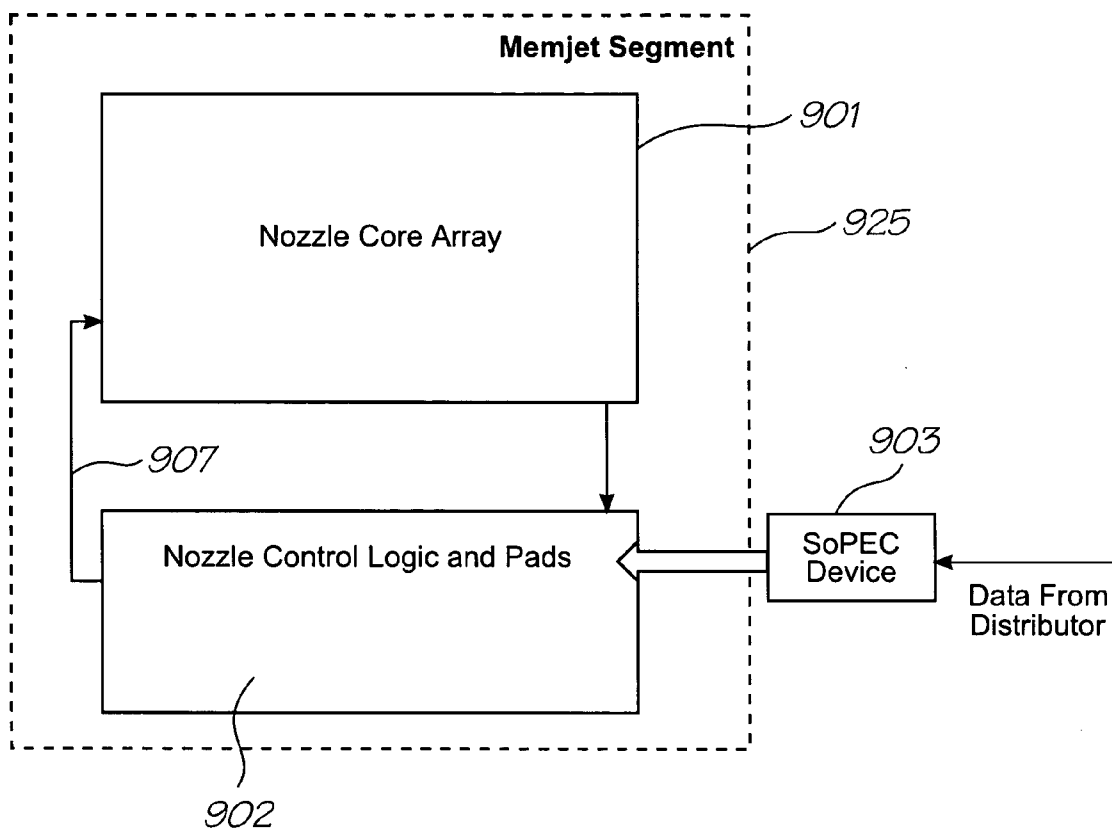 Memjet Segment
901
Nozzle Core Array
925
907
903
Nozzle Control Logic and Pads
SoPEC
Device
Data From
Distributor
902